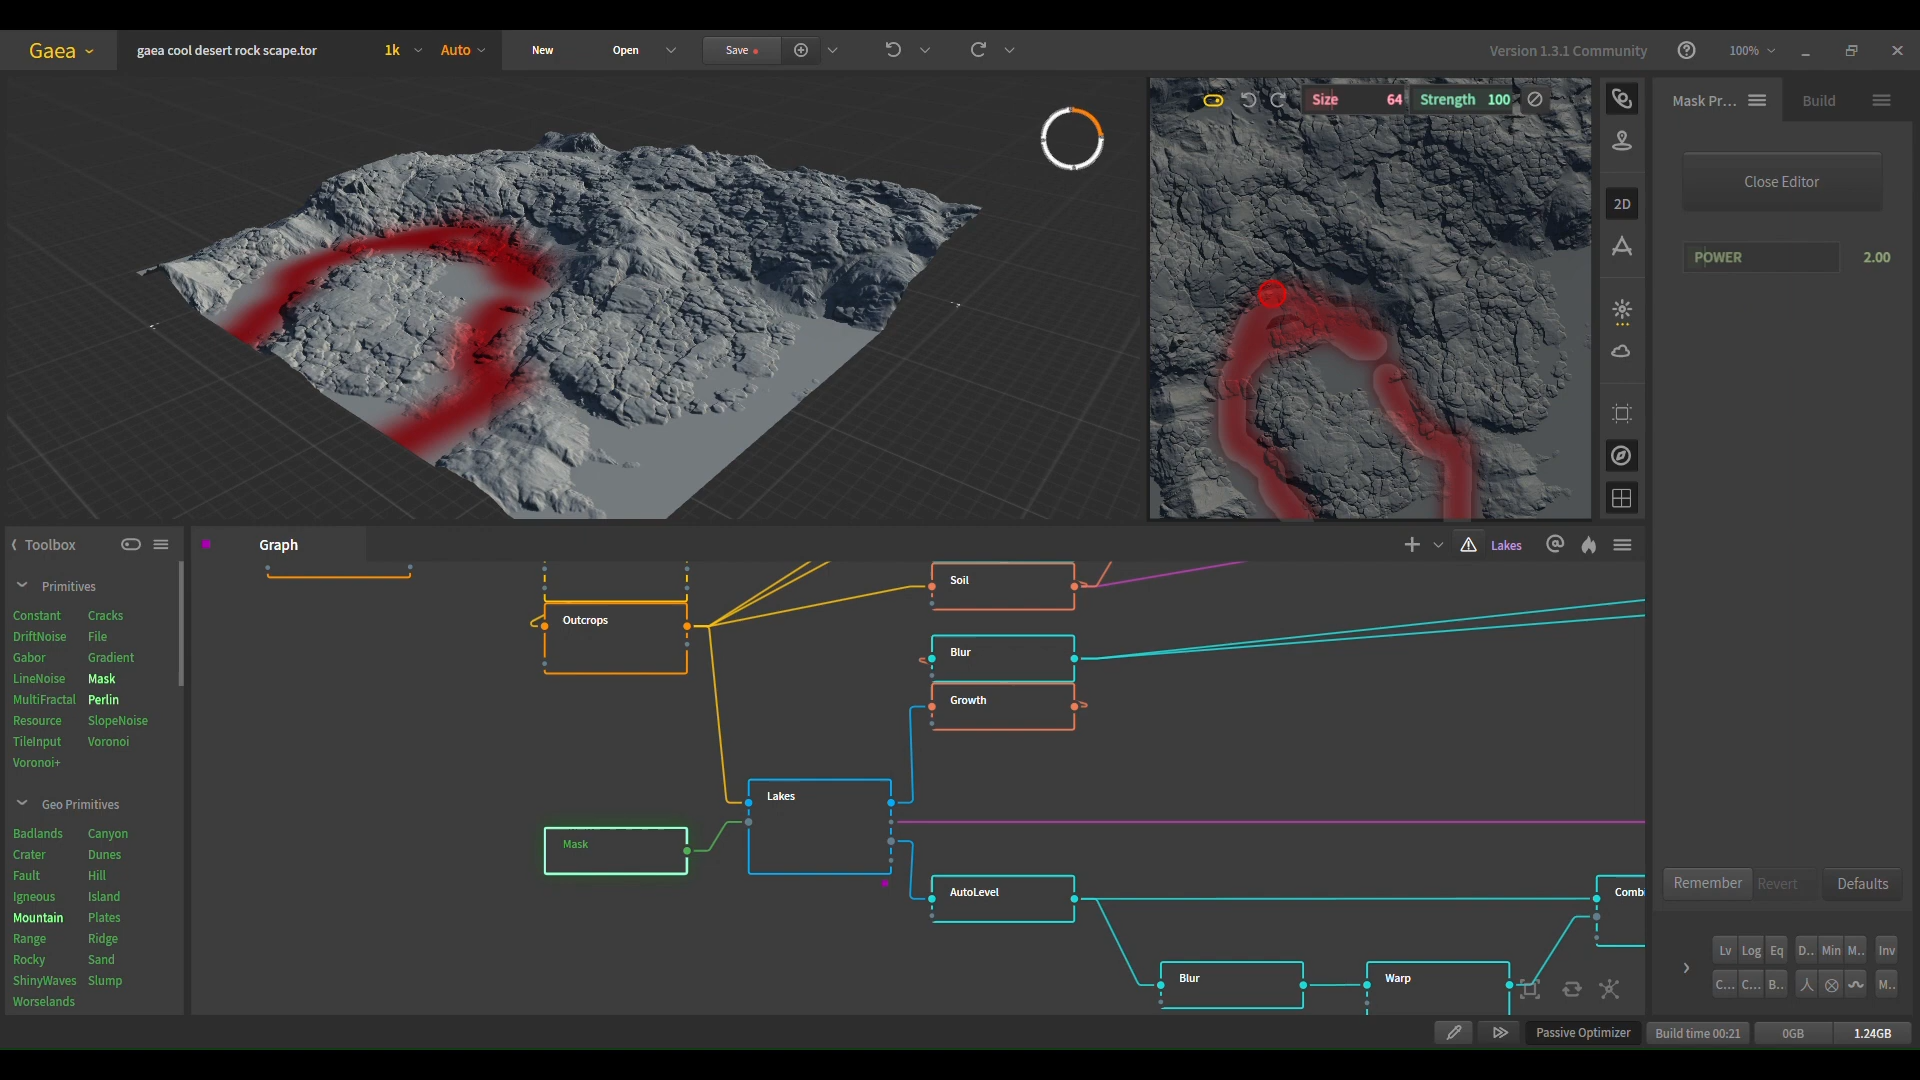 Gaea
gaea cool desert rock scape.tor
1k
Auto
New
Open
Save
Version 1.3.1 Community
100%
Size 64
Strength 100
2D
Mask Pr...
Build
Close Editor
POWER 2.00
Toolbox
Primitives
Constant Cracks
DriftNoise File
Gabor Gradient
LineNoise Mask
MultiFractal Perlin
Resource SlopeNoise
TileInput Voronoi
Voronoi+
Geo Primitives
Badlands Canyon
Crater Dunes
Fault Hill
Igneous Island
Mountain Plates
Range Ridge
Rocky Sand
ShinyWaves Slump
Worselands
Graph
Lakes
Soil
Outcrops
Blur
Growth
Lakes
Mask
AutoLevel
Combi
Blur
Warp
Remember Revert Defaults
Lv Log Eq D.. Min M.. Inv
C... C... B.. M..
Passive Optimizer
Build time 00:21
0GB
1.24GB